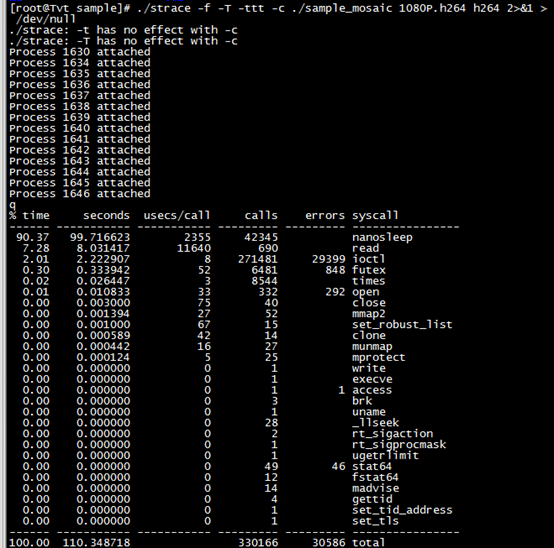 [root@Tvt_sample]# ./strace -f -T -ttt -c ./sample_mosaic 1080P.h264 h264 2>&1 >
 /dev/null
./strace: -t has no effect with -c
./strace: -T has no effect with -c
Process 1630 attached
Process 1634 attached
Process 1635 attached
Process 1636 attached
Process 1637 attached
Process 1638 attached
Process 1639 attached
Process 1640 attached
Process 1641 attached
Process 1642 attached
Process 1643 attached
Process 1644 attached
Process 1645 attached
Process 1646 attached
q
% time     seconds  usecs/call     calls    errors syscall
------ ----------- ----------- --------- --------- ----------------
 90.37   99.716623        2355     42345           nanosleep
  7.28    8.031417       11640       690           read
  2.01    2.222907           8    271481     29399 ioctl
  0.30    0.333942          52      6481       848 futex
  0.02    0.026447           3      8544           times
  0.01    0.010833          33       332       292 open
  0.00    0.003000          75        40           close
  0.00    0.001394          27        52           mmap2
  0.00    0.001000          67        15           set_robust_list
  0.00    0.000589          42        14           clone
  0.00    0.000442          16        27           munmap
  0.00    0.000124           5        25           mprotect
  0.00    0.000000           0         1           write
  0.00    0.000000           0         1           execve
  0.00    0.000000           0         1         1 access
  0.00    0.000000           0         3           brk
  0.00    0.000000           0         1           uname
  0.00    0.000000           0        28           _llseek
  0.00    0.000000           0         2           rt_sigaction
  0.00    0.000000           0         1           rt_sigprocmask
  0.00    0.000000           0         1           ugetrlimit
  0.00    0.000000           0        49        46 stat64
  0.00    0.000000           0        12           fstat64
  0.00    0.000000           0        14           madvise
  0.00    0.000000           0         4           gettid
  0.00    0.000000           0         1           set_tid_address
  0.00    0.000000           0         1           set_tls
------ ----------- ----------- --------- --------- ----------------
100.00  110.348718                330166     30586 total